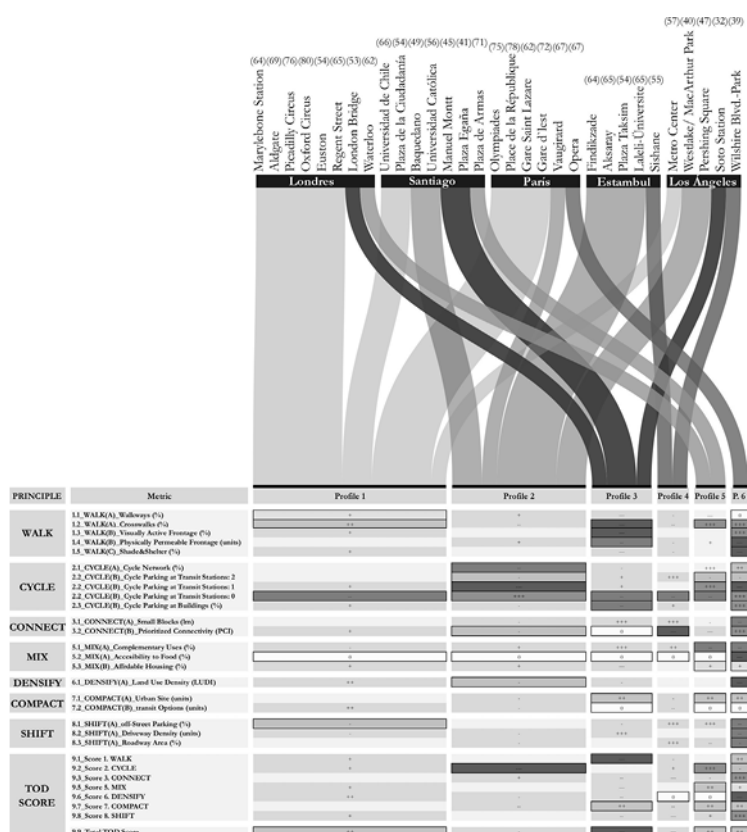 (57)(40)(47)(32)(39)
(66)(54)(49)(56)(45)(41)(71)
(75)(78)(62)(72)(67)(67)
(64)(69)(76)(80)(54)(65)(53)(62)
(64)(65)(54)(65)(55)
Marylebone Station
Aldgate
Picadilly Circus
Oxford Circus
Euston
Regent Street
London Bridge
Waterloo
Universidad de Chile
Plaza de la Ciudadanía
Baquedano
Universidad Católica
Manuel Montt
Plaza Egaña
Plaza de Armas
Olympiades
Place de la République
Gare Saint Lazare
Gare d'lest
Vaugirard
Opera
Findikzade
Aksaray
Plaza Taksim
Laleli-Üniversite
Sishane
Metro Center
Westlake/ MacArthur Park
Pershing Square
Soto Station
Wilshire Blvd.-Park
Londres Santiago París Estambul Los Ángeles
PRINCIPLE Metric Profile 1 Profile 2 Profile 3 Profile 4 Profile 5 P. 6
WALK
1.1_WALK(A)_Walkways (%)
1.2_WALK(A)_Crosswalks (%)
1.3_WALK(B)_Visually Active Frontage (%)
1.4_WALK(B)_Physically Permeable Frontage (units)
1.5_WALK(C)_Shade&Shelter (%)
CYCLE
2.1_CYCLE(A)_Cycle Network (%)
2.2_CYCLE(B)_Cycle Parking at Transit Stations: 2
2.2_CYCLE(B)_Cycle Parking at Transit Stations: 1
2.2_CYCLE(B)_Cycle Parking at Transit Stations: 0
2.3_CYCLE(B)_Cycle Parking at Buildings (%)
CONNECT
3.1_CONNECT(A)_Small Blocks (lm)
3.2_CONNECT(B)_Prioritized Connectivity (PCI)
MIX
5.1_MIX(A)_Complementary Uses (%)
5.2_MIX(A)_Accesibility to Food (%)
5.3_MIX(B)_Affordable Housing (%)
DENSIFY
6.1_DENSIFY(A)_Land Use Density (LUDI)
COMPACT
7.1_COMPACT(A)_Urban Site (units)
7.2_COMPACT(B)_transit Options (units)
SHIFT
8.1_SHIFT(A)_off-Street Parking (%)
8.2_SHIFT(A)_Driveway Density (units)
8.3_SHIFT(A)_Roadway Area (%)
TOD SCORE
9.1_Score 1. WALK
9.2_Score 2. CYCLE
9.3_Score 3. CONNECT
9.5_Score 5. MIX
9.6_Score 6. DENSIFY
9.7_Score 7. COMPACT
9.8_Score 8. SHIFT
9.9_Total TOD Score